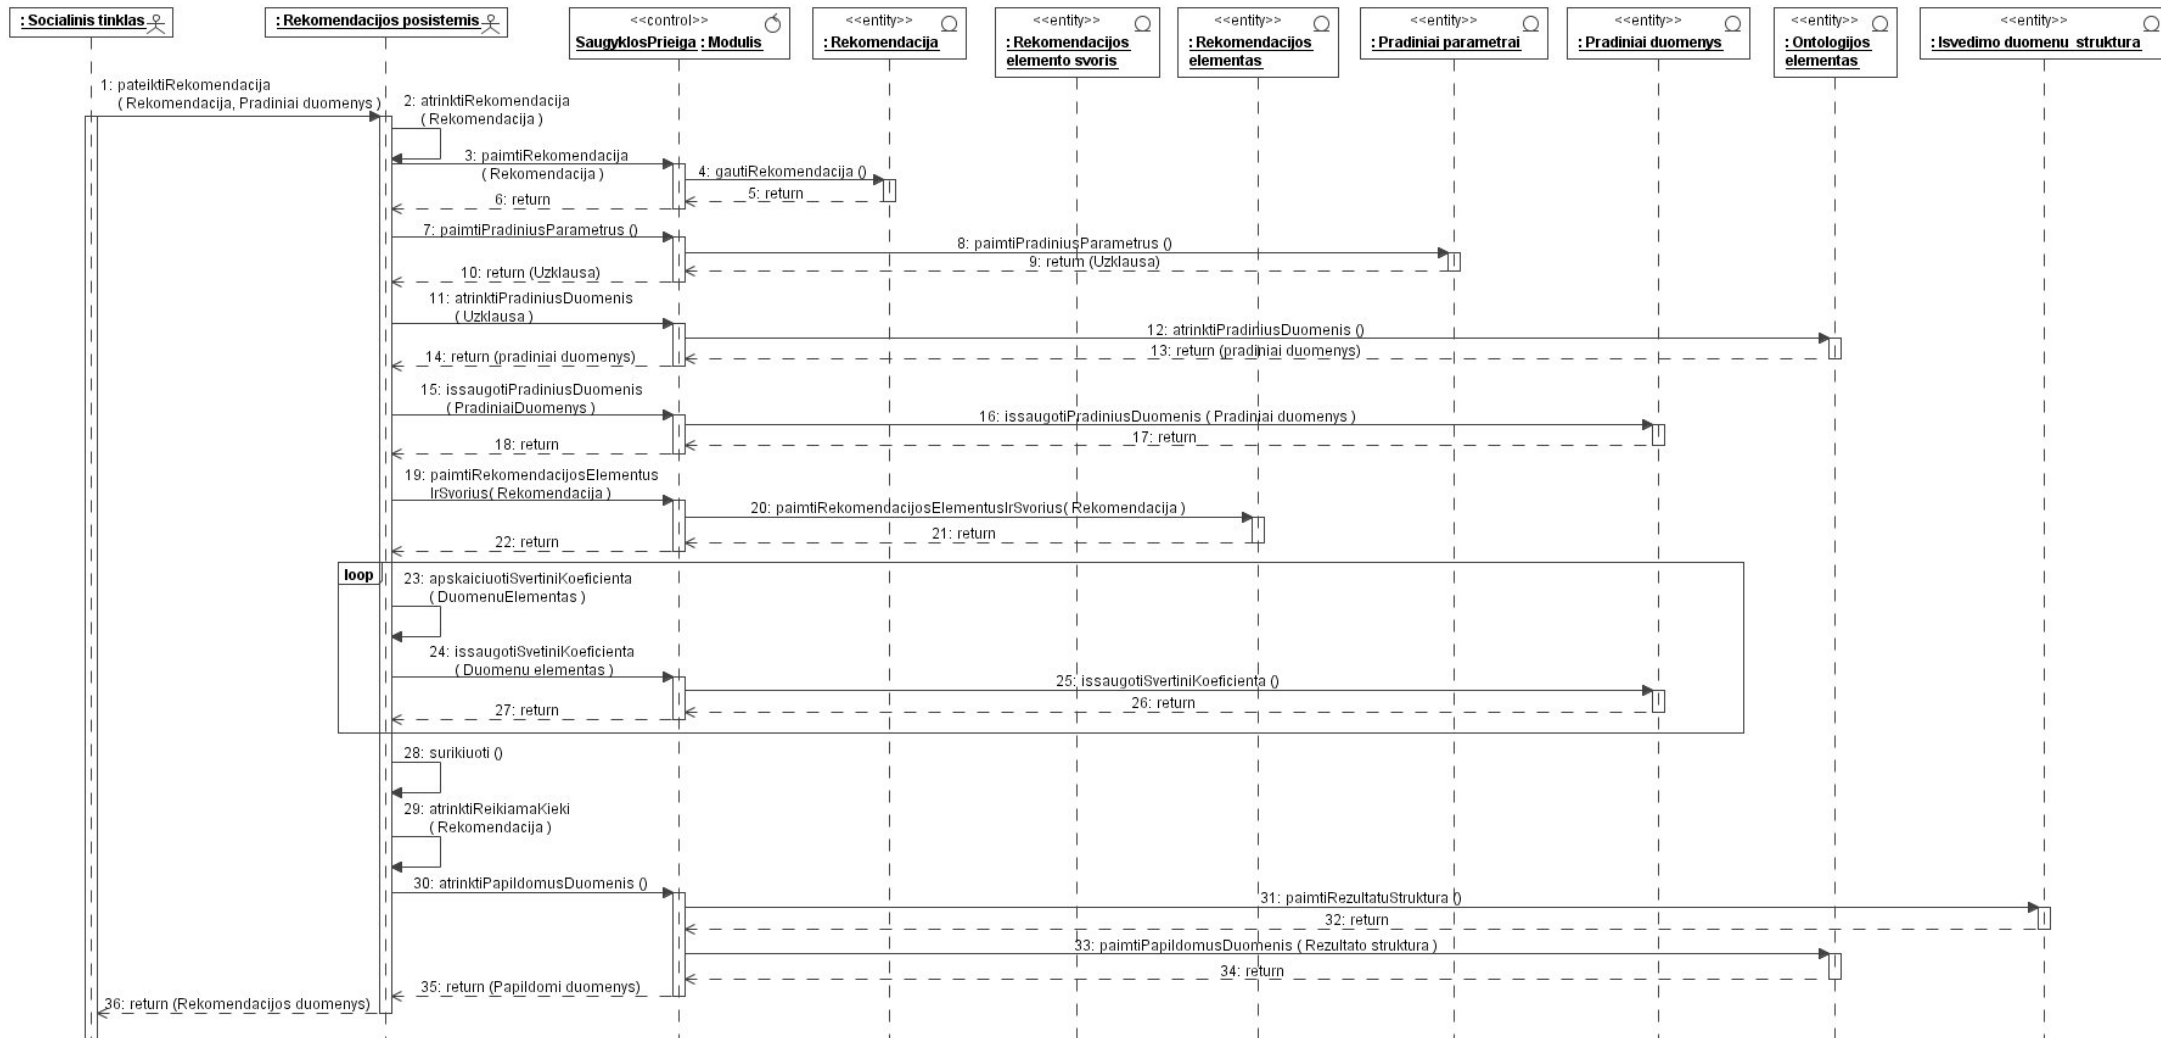 : Socialinis tinklas
: Rekomendacijos posistemis
<<control>>
SaugyklosPrieiga : Modulis
<<entity>>
: Rekomendacija
<<entity>>
: Rekomendacijos
elemento svoris
<<entity>>
: Rekomendacijos
elementas
<<entity>>
: Pradiniai parametrai
<<entity>>
: Pradiniai duomenys
<<entity>>
: Ontologijos
elementas
<<entity>>
: Isvedimo duomenu struktura
1: pateiktiRekomendacija
( Rekomendacija, Pradiniai duomenys )
2: atrinktiRekomendacija
( Rekomendacija )
3: paimtiRekomendacija
( Rekomendacija )
4: gautiRekomendacija ()
5: return
6: return
7: paimtiPradiniusParametrus ()
8: paimtiPradiniusParametrus ()
9: return (Uzklausa)
10: return (Uzklausa)
11: atrinktiPradiniusDuomenis
( Uzklausa )
12: atrinktiPradiniusDuomenis ()
13: return (pradiniai duomenys)
14: return (pradiniai duomenys)
15: issaugotiPradiniusDuomenis
( PradiniaiDuomenys )
16: issaugotiPradiniusDuomenis ( Pradiniai duomenys )
17: return
18: return
19: paimtiRekomendacijosElementus
IrSvorius( Rekomendacija )
20: paimtiRekomendacijosElementusIrSvorius( Rekomendacija )
21: return
22: return
loop
23: apskaiciuotiSvertiniKoeficienta
( DuomenuElementas )
24: issaugotiSvetiniKoeficienta
( Duomenu elementas )
25: issaugotiSvertiniKoeficienta ()
26: return
27: return
28: surikiuoti ()
29: atrinktiReikiamaKieki
( Rekomendacija )
30: atrinktiPapildomusDuomenis ()
31: paimtiRezultatuStruktura ()
32: return
33: paimtiPapildomusDuomenis ( Rezultato struktura )
34: return
35: return (Papildomi duomenys)
36: return (Rekomendacijos duomenys)